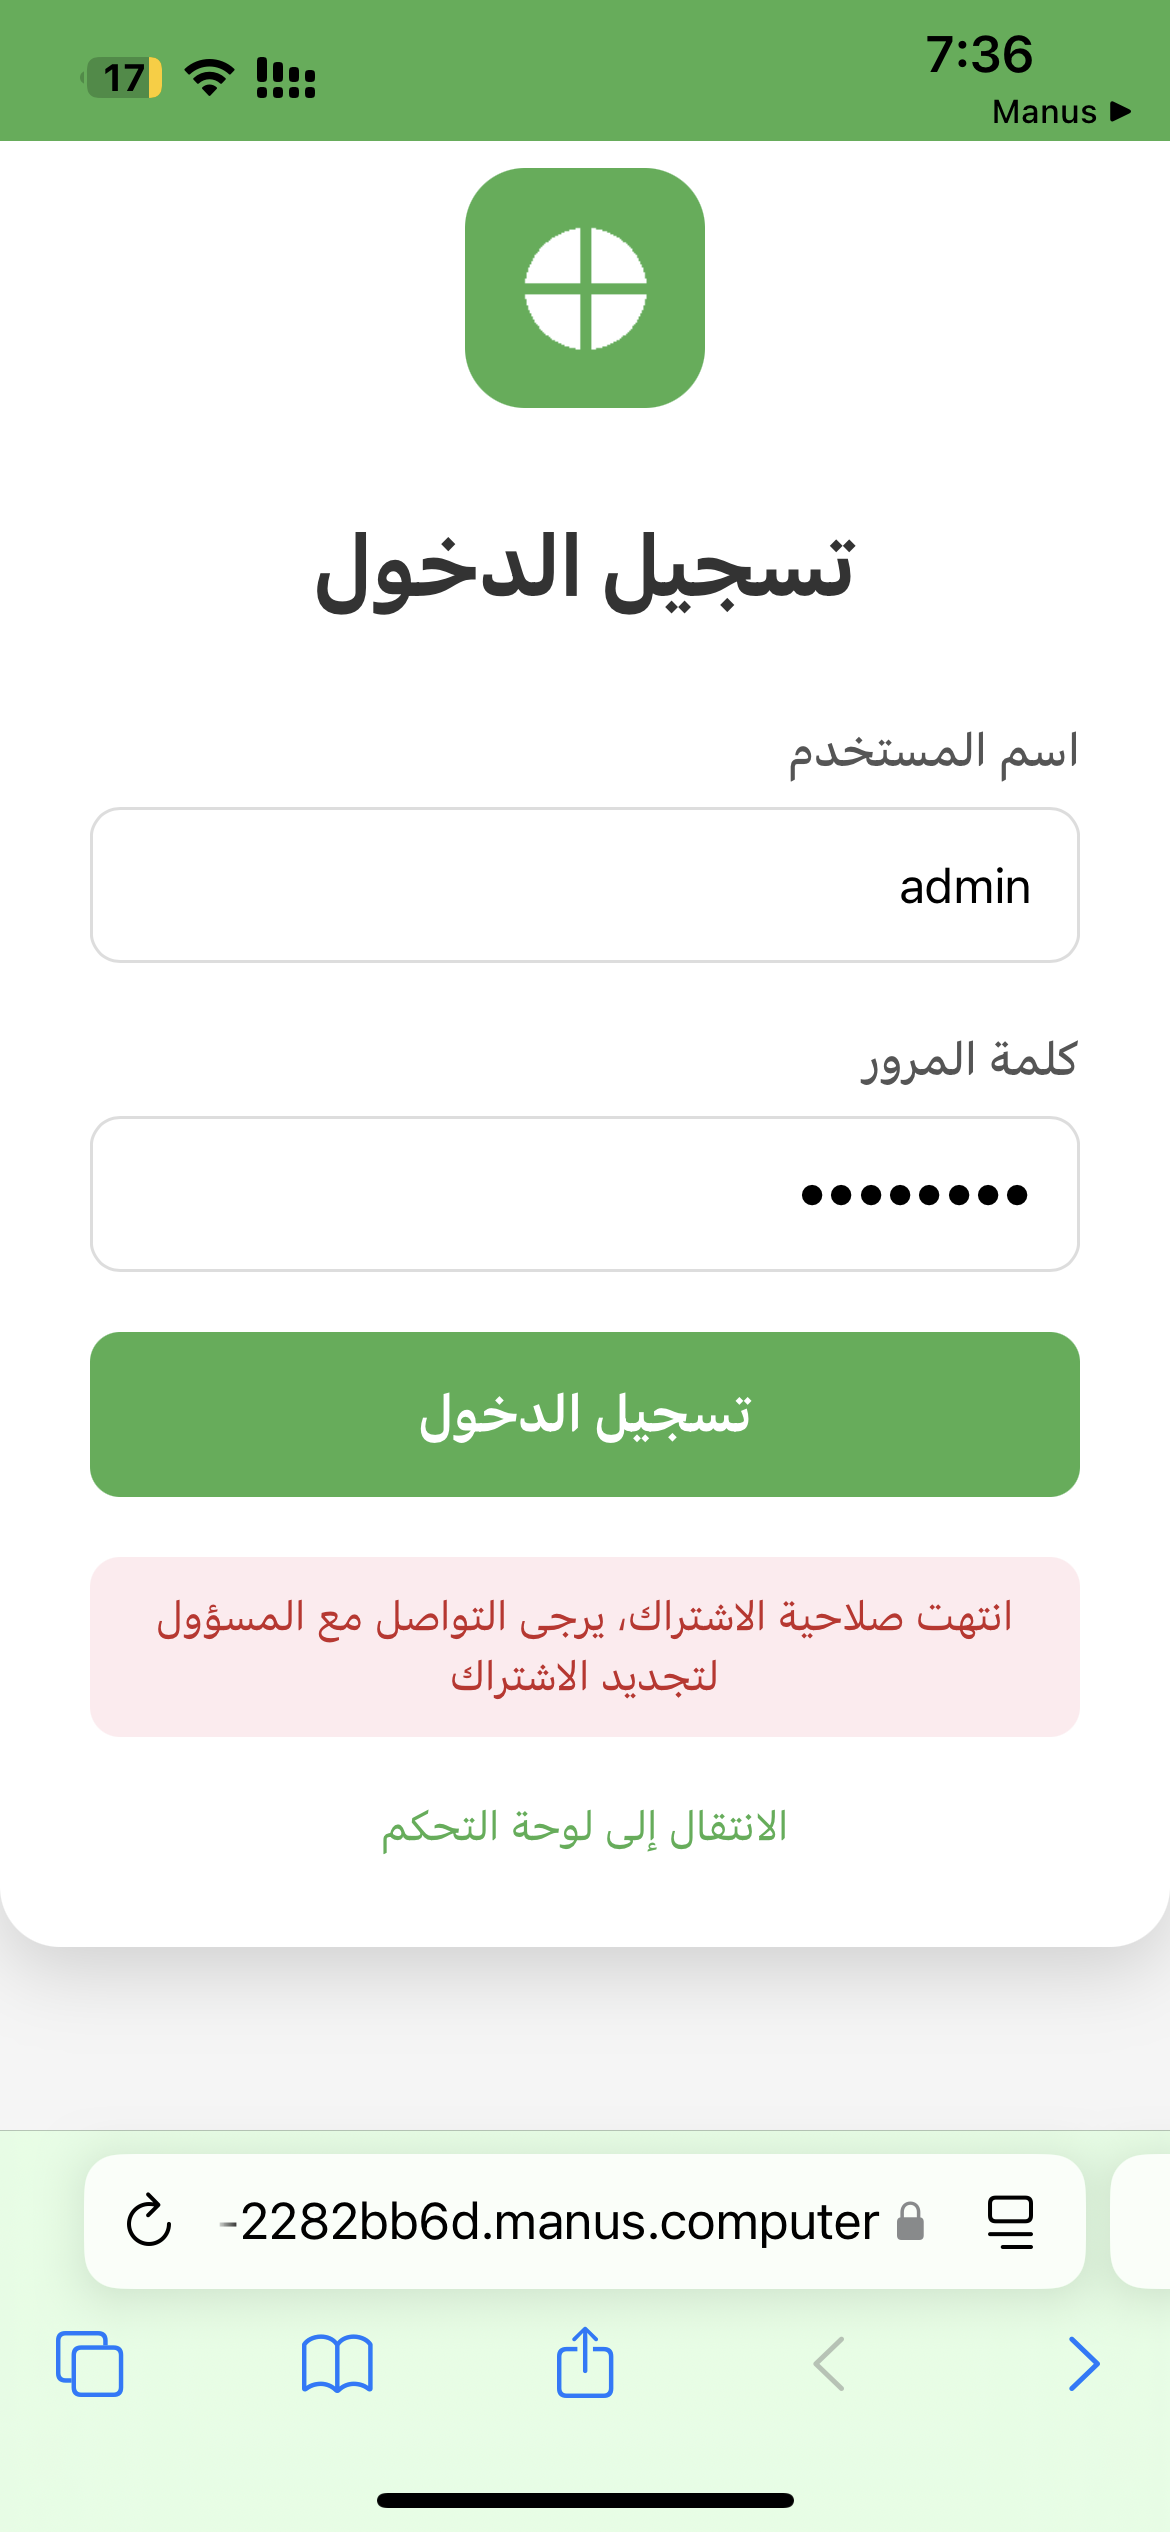 7:36
17
Manus ▶
تسجيل الدخول
اسم المستخدم
admin
كلمة المرور
••••••••
تسجيل الدخول
انتهت صلاحية الاشتراك، يرجى التواصل مع المسؤول
لتجديد الاشتراك
الانتقال إلى لوحة التحكم
-2282bb6d.manus.computer